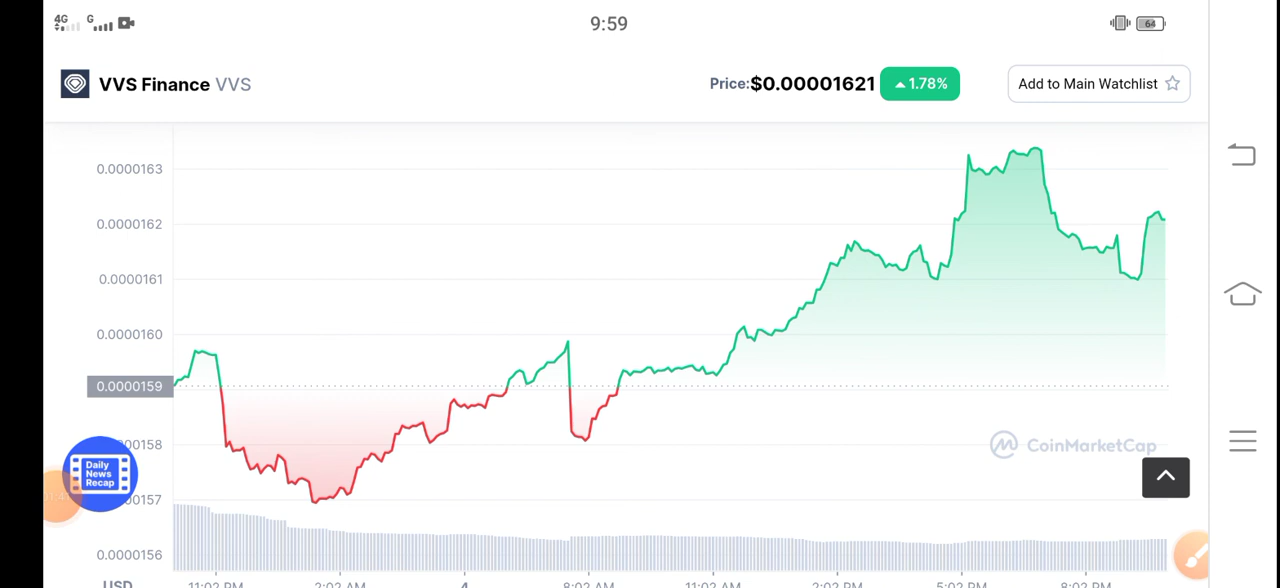 4G G 9:59 64
VVS Finance VVS Price:$0.00001621 1.78% Add to Main Watchlist
0.0000163
0.0000162
0.0000161
0.0000160
0.0000159
0.0000158
0.0000157
0.0000156
Daily
News
Recap
CoinMarketCap
USD 11:02 PM 2:02 AM 4 8:02 AM 11:02 AM 2:02 PM 5:02 PM 8:02 PM